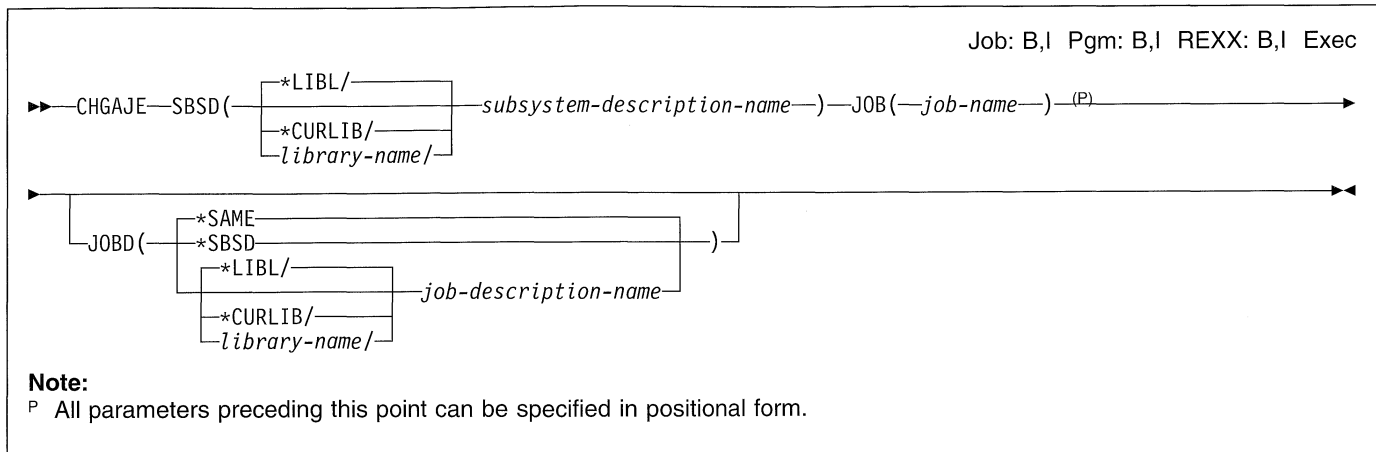 Job: B,I Pgm: B,I REXX: B,I Exec
*LIBL/
CHGAJE SBSD( subsystem-description-name ) JOB( job-name ) (P)
*CURLIB/
library-name/
*SAME
JOBD( *SBSD )
*LIBL/
job-description-name
*CURLIB/
library-name/
Note:
P All parameters preceding this point can be specified in positional form.